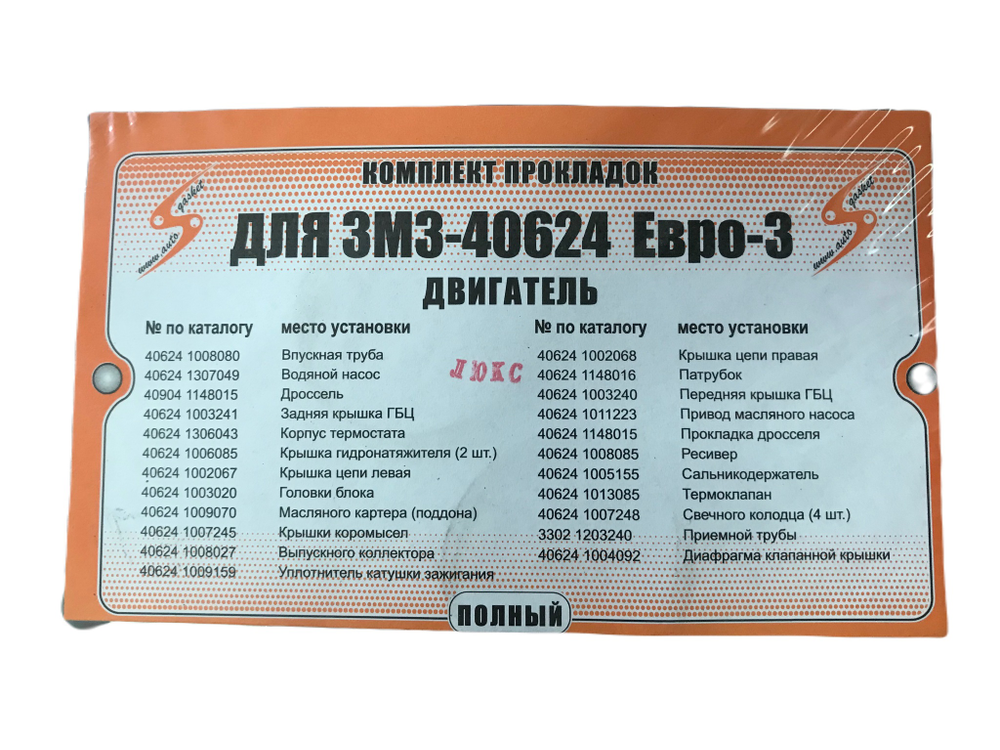 КОМПЛЕКТ ПРОКЛАДОК
www.auto gasket
ДЛЯ ЗМЗ-40624 Евро-3
www.auto gasket
ДВИГАТЕЛЬ
№ по каталогу место установки
40624 1008080 Впускная труба
40624 1307049 Водяной насос
40904 1148015 Дроссель
40624 1003241 Задняя крышка ГБЦ
40624 1306043 Корпус термостата
40624 1006085 Крышка гидронатяжителя (2 шт.)
40624 1002067 Крышка цепи левая
40624 1003020 Головки блока
40624 1009070 Масляного картера (поддона)
40624 1007245 Крышки коромысел
40624 1008027 Выпускного коллектора
40624 1009159 Уплотнитель катушки зажигания
ЛЮКС
№ по каталогу место установки
40624 1002068 Крышка цепи правая
40624 1148016 Патрубок
40624 1003240 Передняя крышка ГБЦ
40624 1011223 Привод масляного насоса
40624 1148015 Прокладка дросселя
40624 1008085 Ресивер
40624 1005155 Сальникодержатель
40624 1013085 Термоклапан
40624 1007248 Свечного колодца (4 шт.)
3302 1203240 Приемной трубы
40624 1004092 Диафрагма клапанной крышки
ПОЛНЫЙ